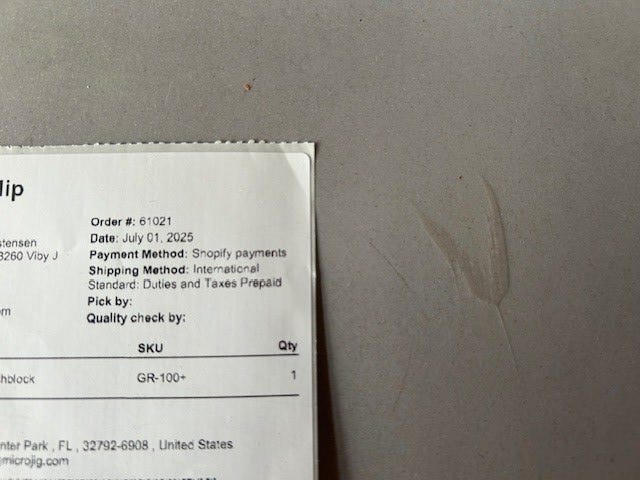 lip
Order #: 61021
Date: July 01, 2025
stensen
Payment Method: Shopify payments
8260 Viby J
Shipping Method: International
Standard: Duties and Taxes Prepaid
Pick by:
m
Quality check by:
SKU Qty
hblock GR-100+ 1
nter Park , FL , 32792-6908 , United States
microjig.com